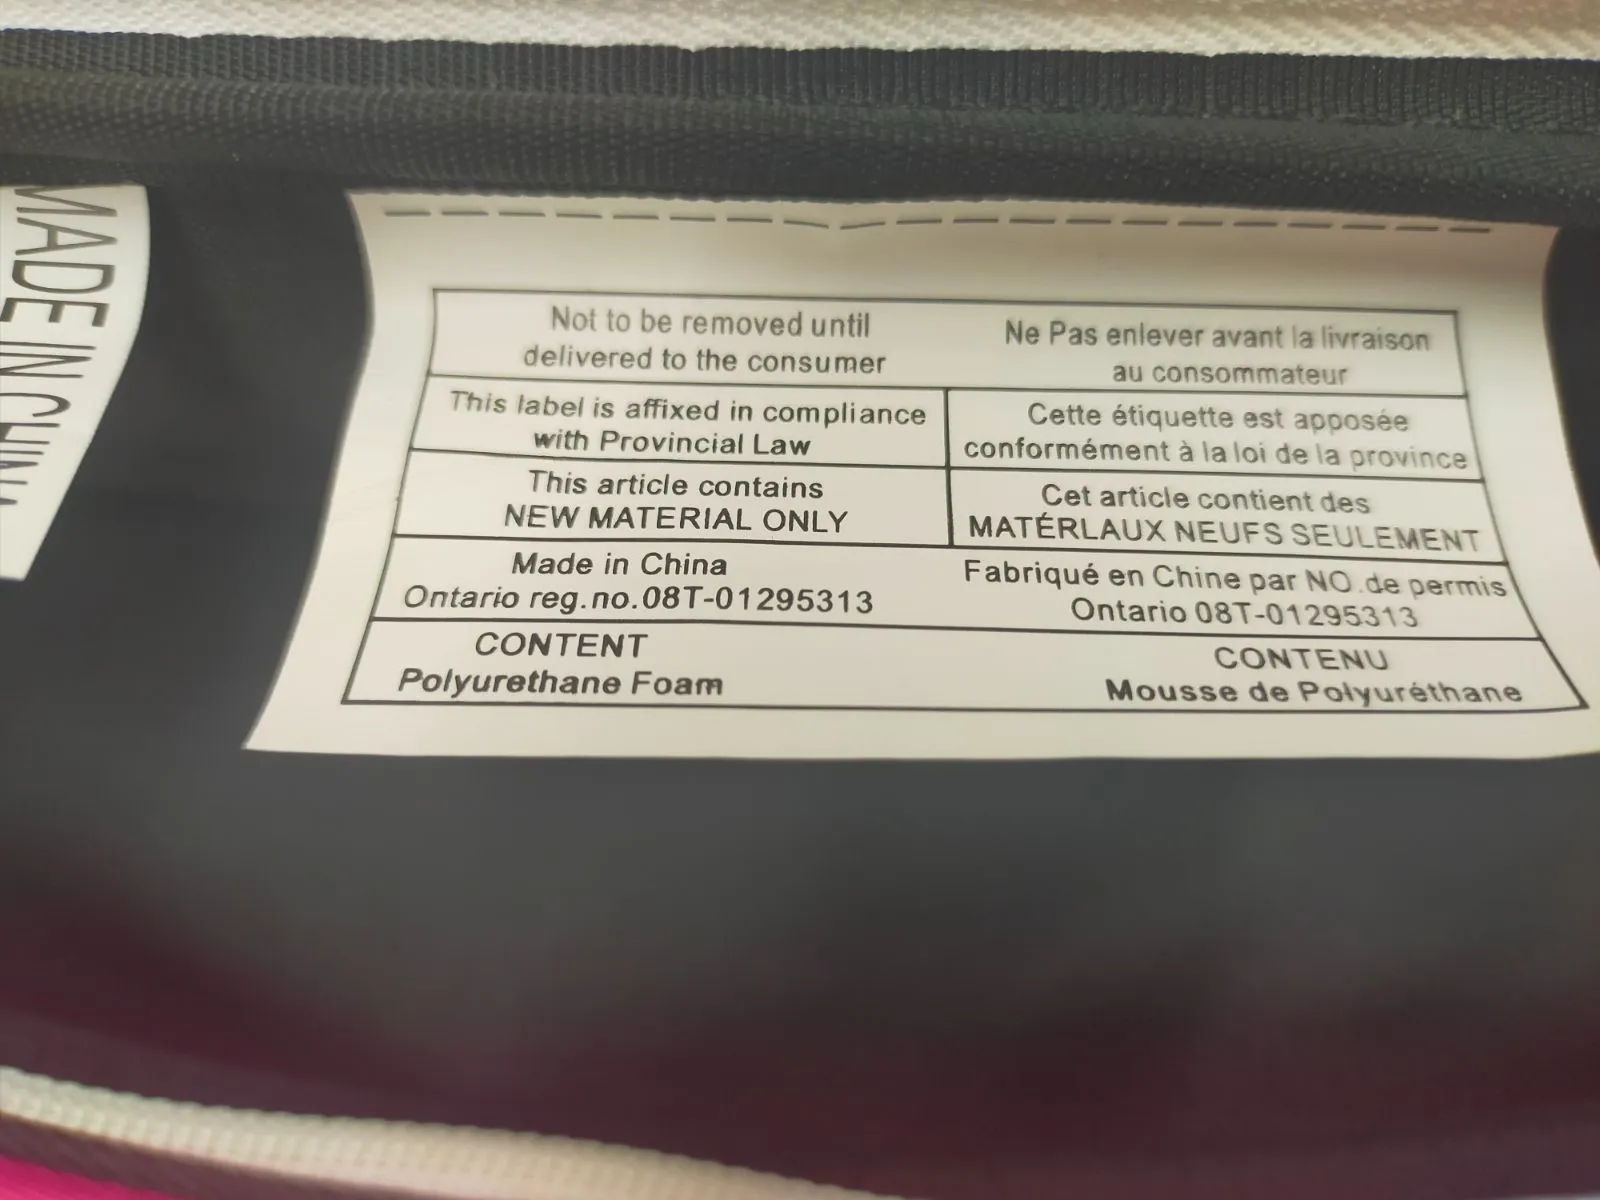 MADE IN CHINA
Not to be removed until
delivered to the consumer
Ne Pas enlever avant la livraison
au consommateur
This label is affixed in compliance
with Provincial Law
Cette étiquette est apposée
conformément à la loi de la province
This article contains
NEW MATERIAL ONLY
Cet article contient des
MATÉRLAUX NEUFS SEULEMENT
Made in China
Ontario reg.no.08T-01295313
Fabriqué en Chine par NO.de permis
Ontario 08T-01295313
CONTENT
Polyurethane Foam
CONTENU
Mousse de Polyuréthane